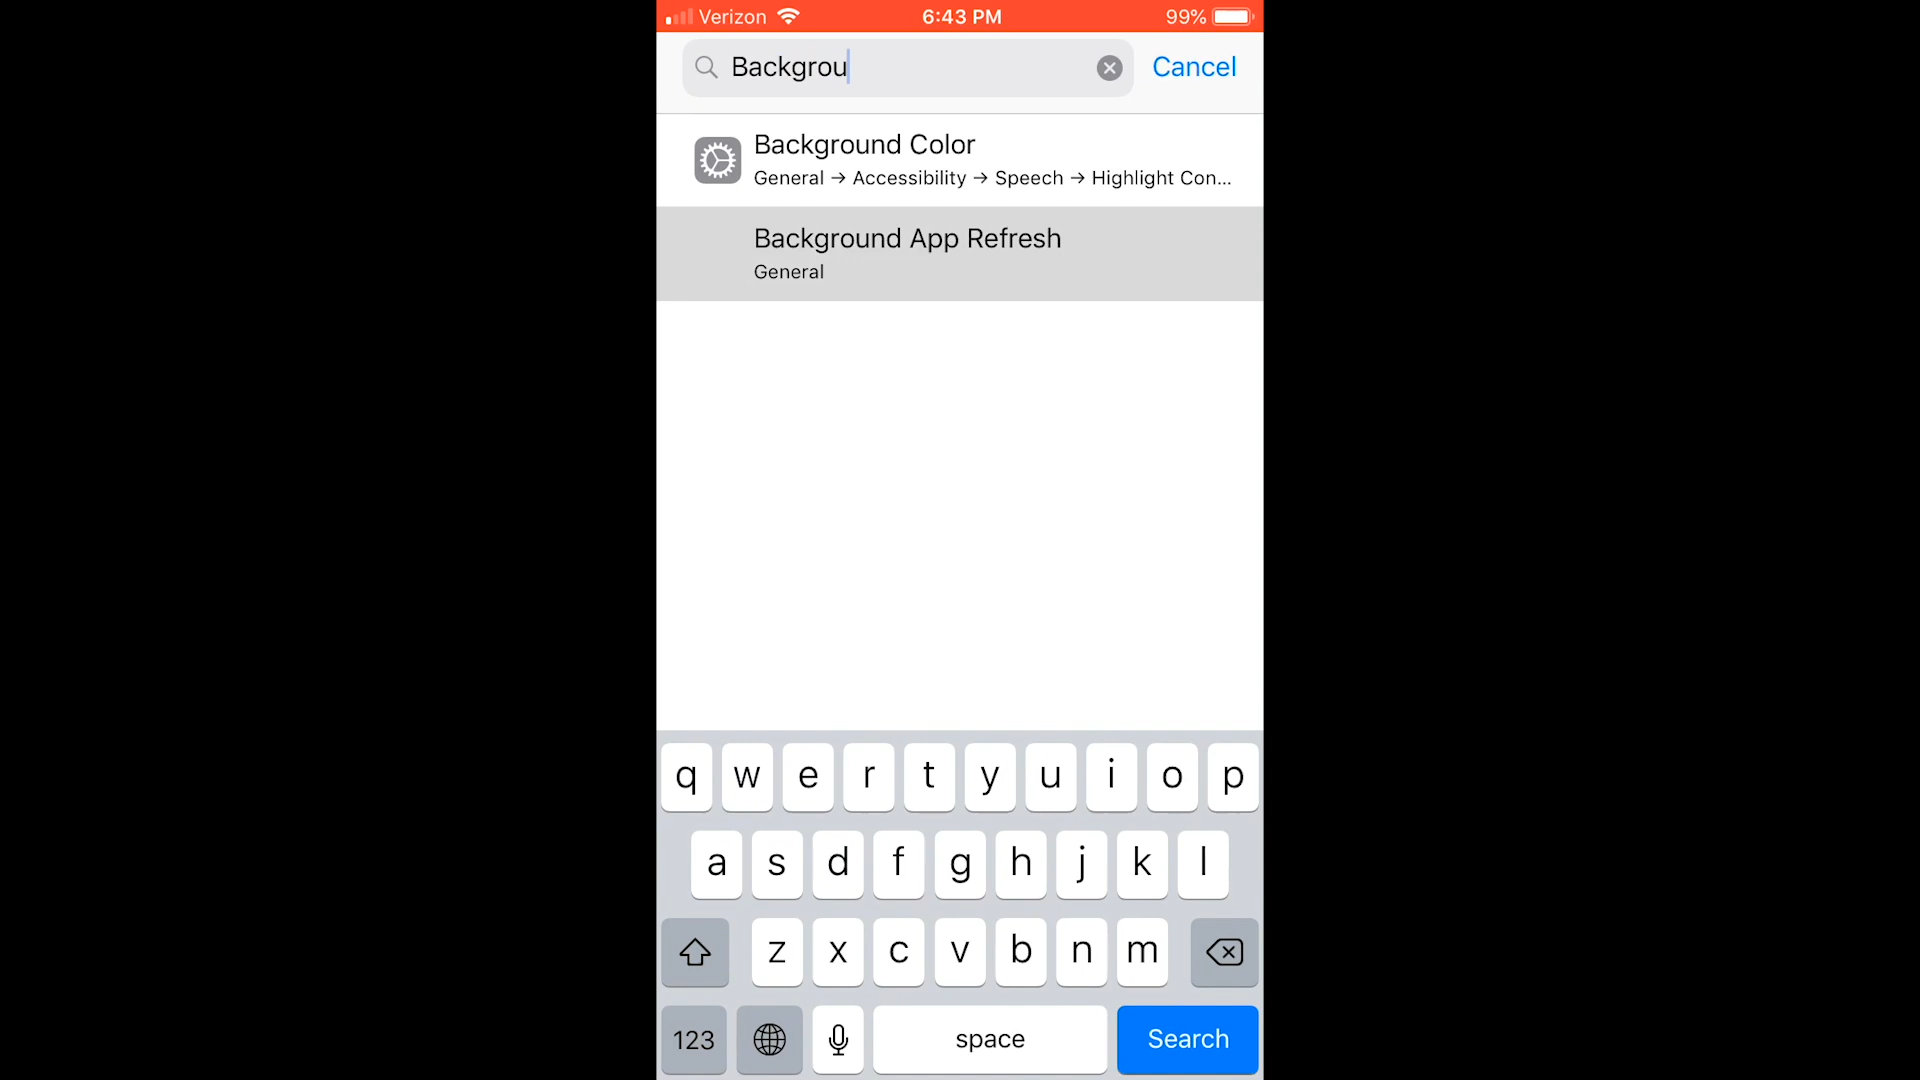 Verizon 6:43 PM 99%
Backgrou Cancel
Background Color
General → Accessibility → Speech → Highlight Con...
Background App Refresh
General
q w e r t y u i o p
a s d f g h j k l
z x c v b n m
123 space Search